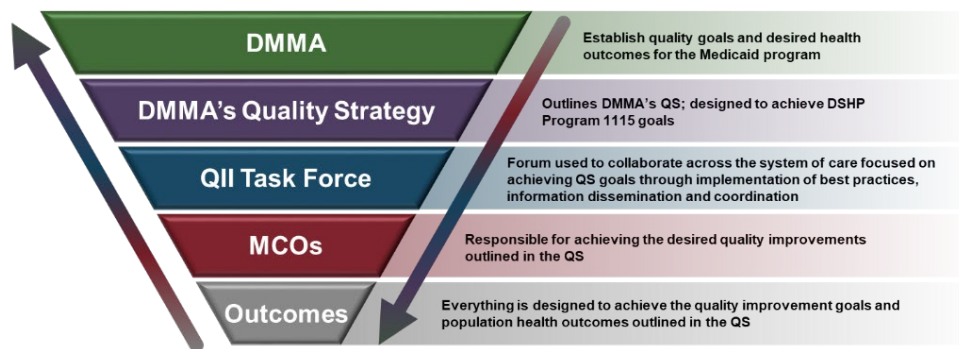 DMMA
Establish quality goals and desired health
outcomes for the Medicaid program
DMMA's Quality Strategy
Outlines DMMA's QS; designed to achieve DSHP
Program 1115 goals
QII Task Force
Forum used to collaborate across the system of care focused on
achieving QS goals through implementation of best practices,
information dissemination and coordination
MCOs
Responsible for achieving the desired quality improvements
outlined in the QS
Outcomes
Everything is designed to achieve the quality improvement goals and
population health outcomes outlined in the QS